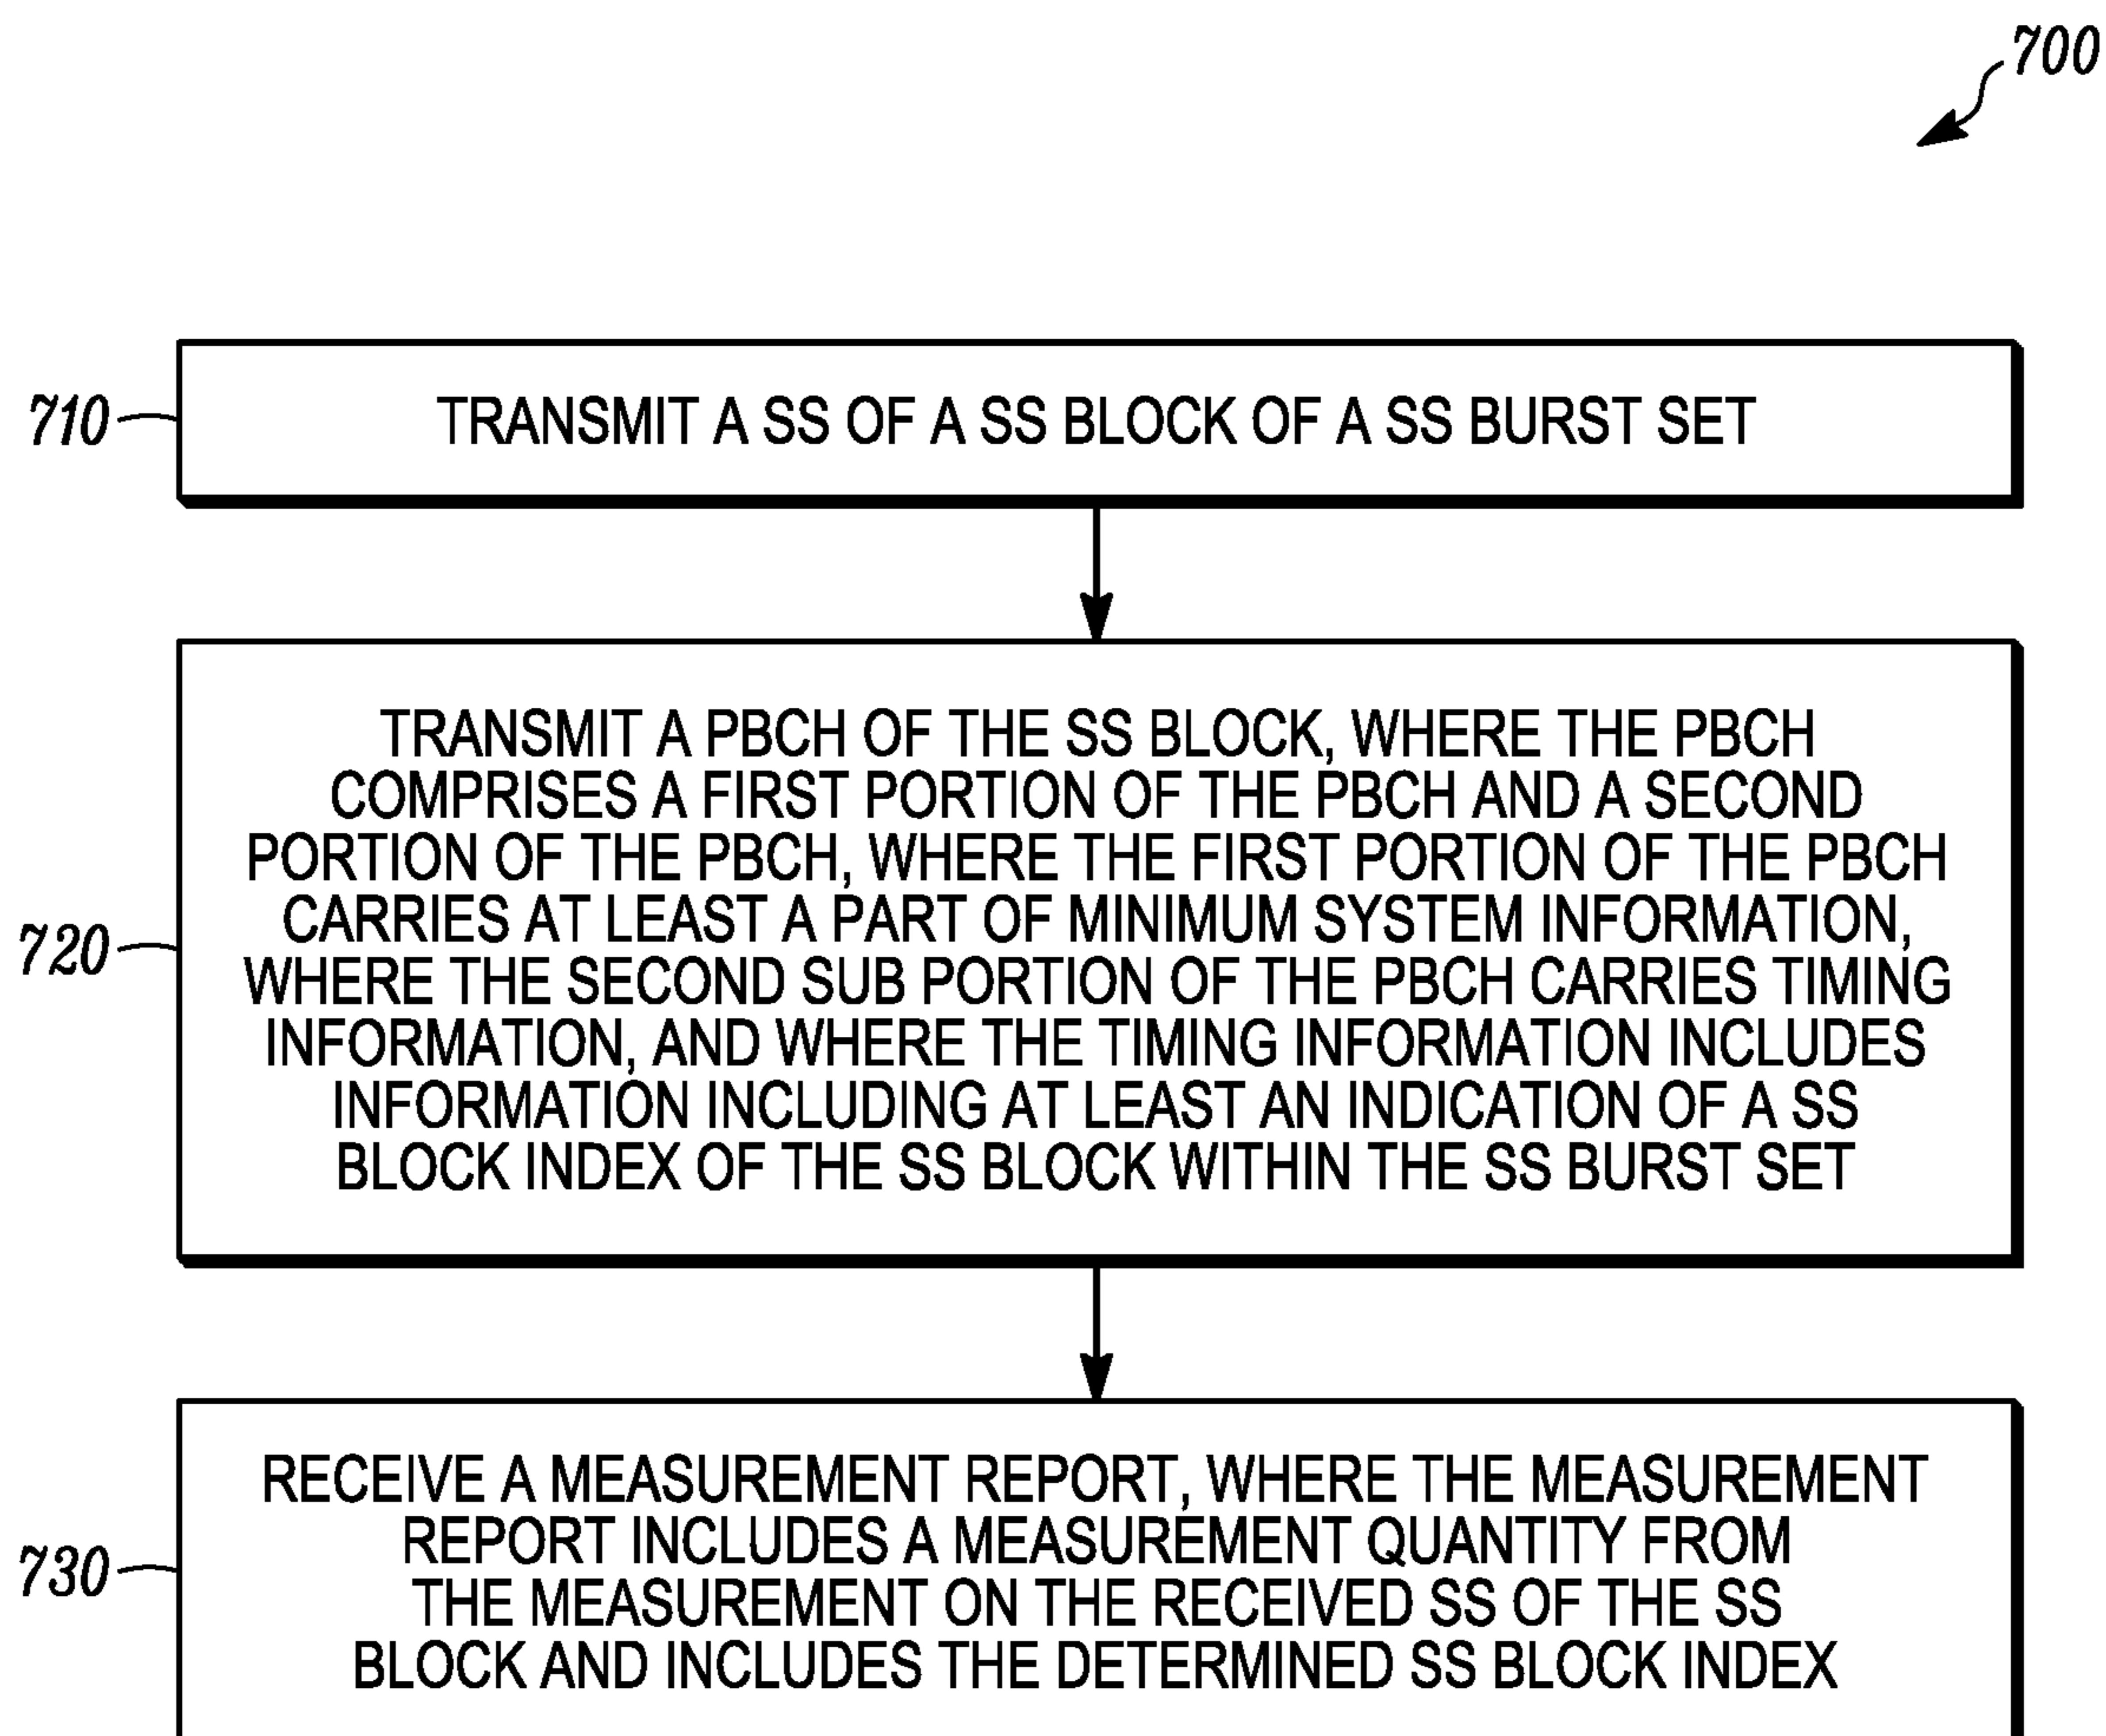 700
710
TRANSMIT A SS OF A SS BLOCK OF A SS BURST SET
720
TRANSMIT A PBCH OF THE SS BLOCK, WHERE THE PBCH
COMPRISES A FIRST PORTION OF THE PBCH AND A SECOND
PORTION OF THE PBCH, WHERE THE FIRST PORTION OF THE PBCH
CARRIES AT LEAST A PART OF MINIMUM SYSTEM INFORMATION,
WHERE THE SECOND SUB PORTION OF THE PBCH CARRIES TIMING
INFORMATION, AND WHERE THE TIMING INFORMATION INCLUDES
INFORMATION INCLUDING AT LEAST AN INDICATION OF A SS
BLOCK INDEX OF THE SS BLOCK WITHIN THE SS BURST SET
730
RECEIVE A MEASUREMENT REPORT, WHERE THE MEASUREMENT
REPORT INCLUDES A MEASUREMENT QUANTITY FROM
THE MEASUREMENT ON THE RECEIVED SS OF THE SS
BLOCK AND INCLUDES THE DETERMINED SS BLOCK INDEX